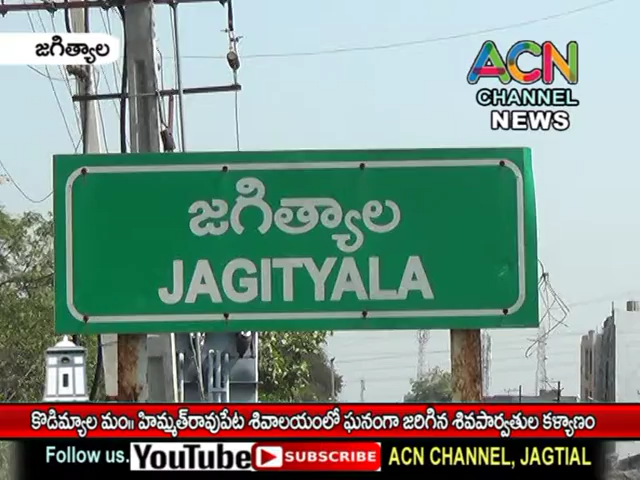 జగిత్యాల
ACN
CHANNEL
NEWS
జగిత్యాల
JAGITYALA
కొడిమ్యాల మం॥ హిమ్మత్‌రావుపేట శివాలయంలో ఘనంగా జరిగిన శివపార్వతుల కళ్యాణం
Follow us. YouTube SUBSCRIBE ACN CHANNEL, JAGTIAL